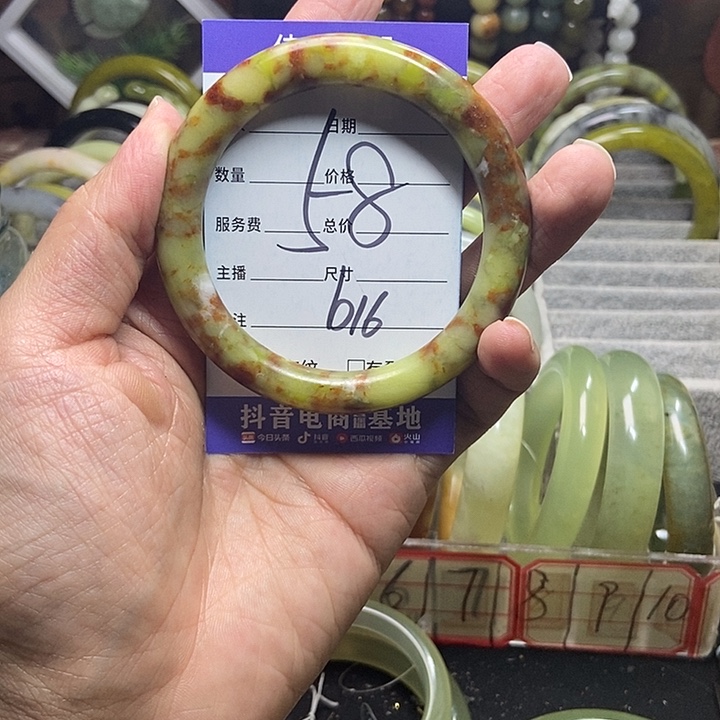 日期
数量 价格
58
服务费 总价
主播 尺寸
616
注
抖音电商直播基地
今日头条 抖音 西瓜视频 火山
6 7 8 9 10